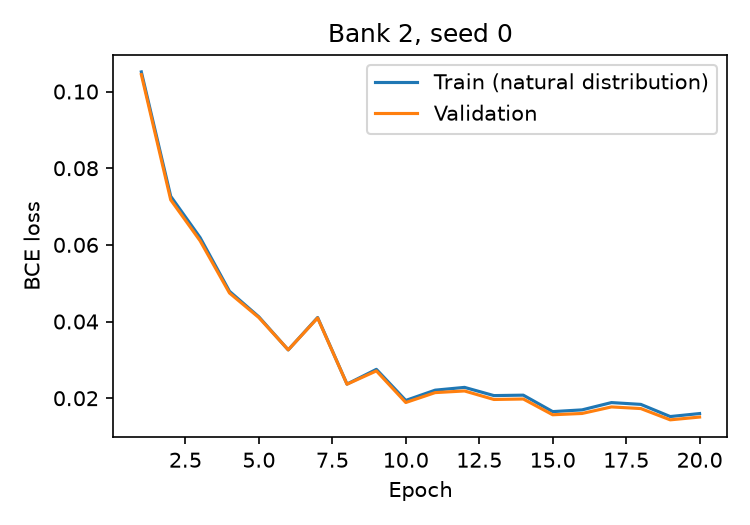 Bank 2, seed 0
Train (natural distribution)
Validation
BCE loss
0.10
0.08
0.06
0.04
0.02
2.5 5.0 7.5 10.0 12.5 15.0 17.5 20.0
Epoch